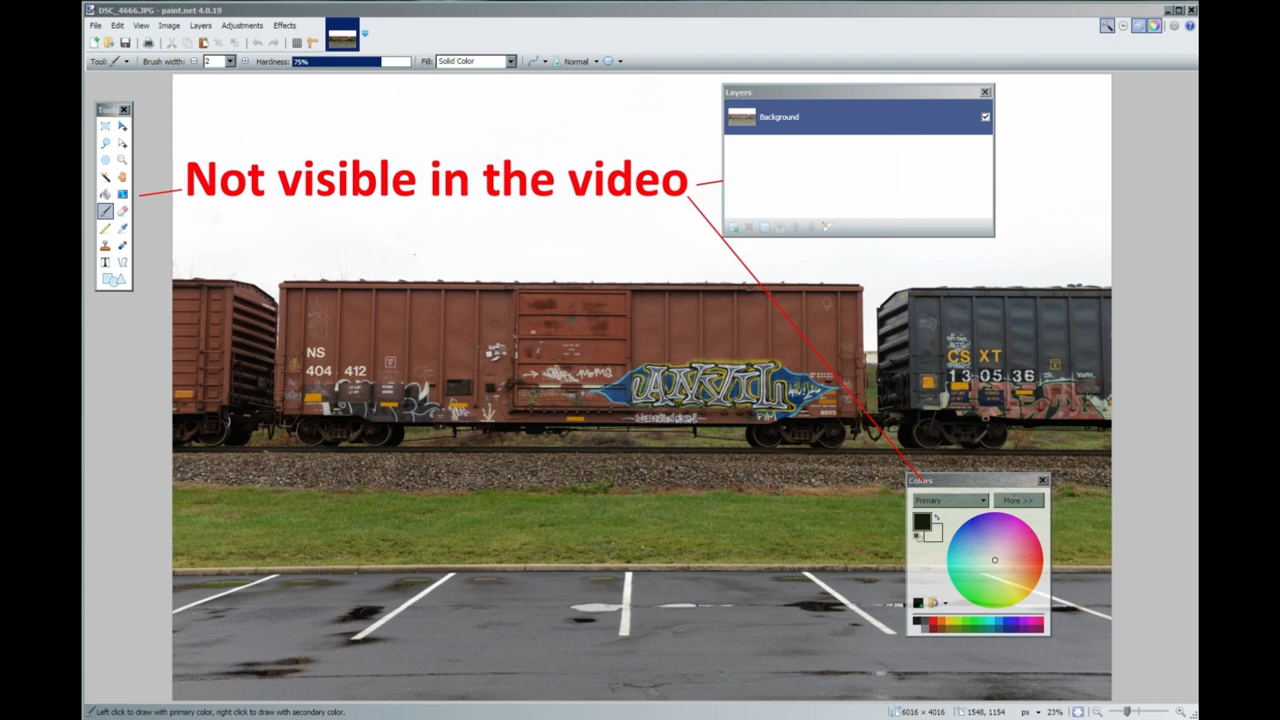 DSC_4666.JPG - paint.net 4.0.19
File Edit View Image Layers Adjustments Effects
Tool: Brush width: 2 Hardness: 75% Fill: Solid Color Normal
Layers
Background
Tools
Not visible in the video
NS
404 412
CSXT
130536
Colors
Primary More >>
Left click to draw with primary color, right click to draw with secondary color. 6016 × 4016 1548, 1154 px 23%